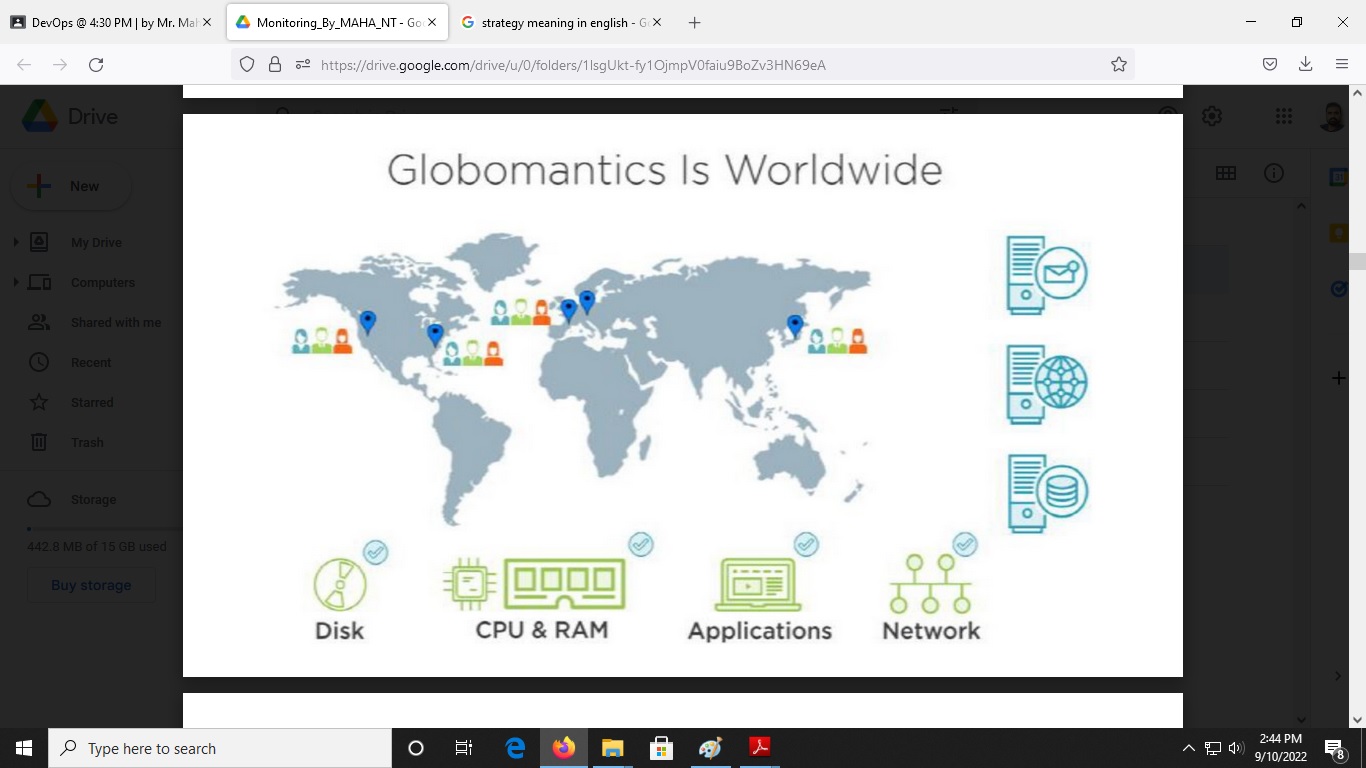 DevOps @ 4:30 PM | by Mr. Mah
Monitoring_By_MAHA_NT - Goo
strategy meaning in english - Go
https://drive.google.com/drive/u/0/folders/1lsgUkt-fy1OjmpV0faiu9BoZv3HN69eA
Drive
New
My Drive
Computers
Shared with me
Recent
Starred
Trash
Storage
442.8 MB of 15 GB used
Buy storage
Globomantics Is Worldwide
Disk
CPU & RAM
Applications
Network
Type here to search
2:44 PM
9/10/2022
8